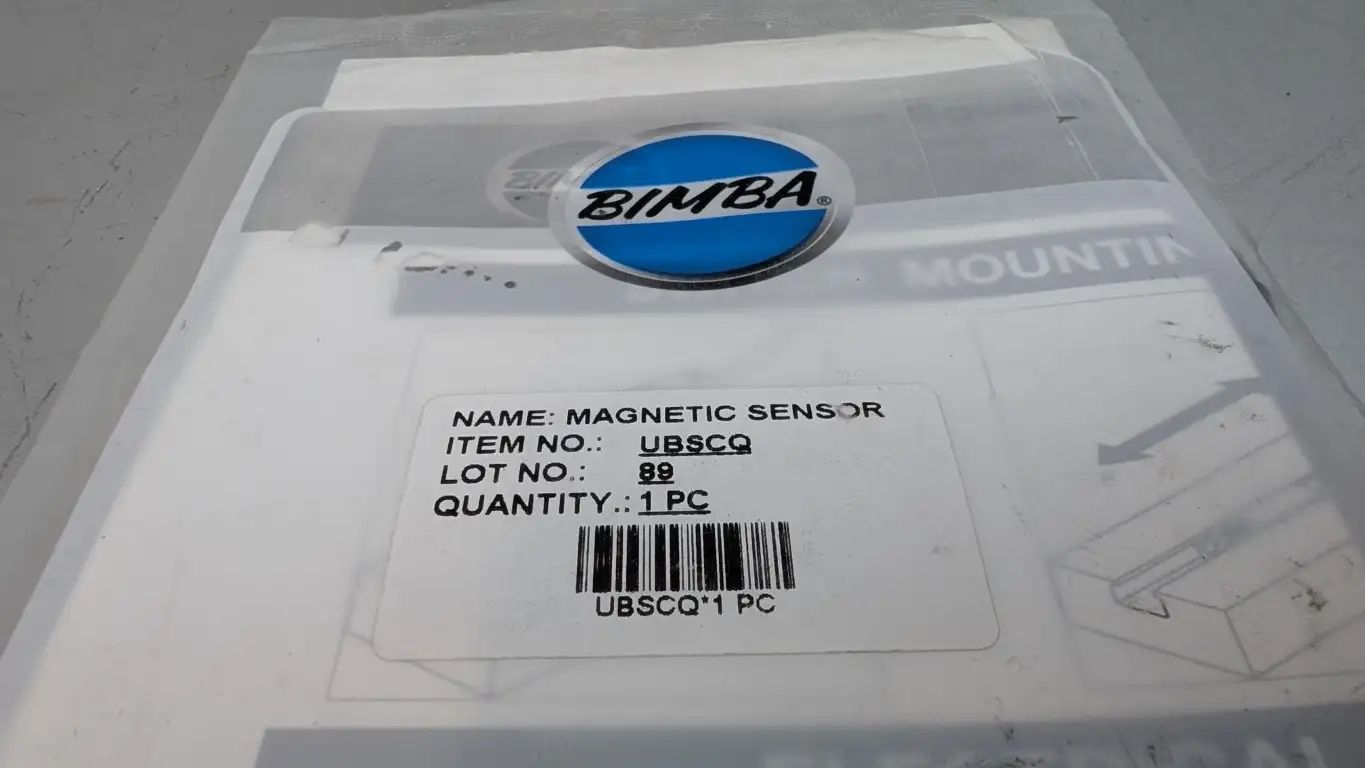 BIMBA®
MOUNTIN
NAME: MAGNETIC SENSOR
ITEM NO.: UBSCQ
LOT NO.: 89
QUANTITY.: 1 PC
UBSCQ*1 PC